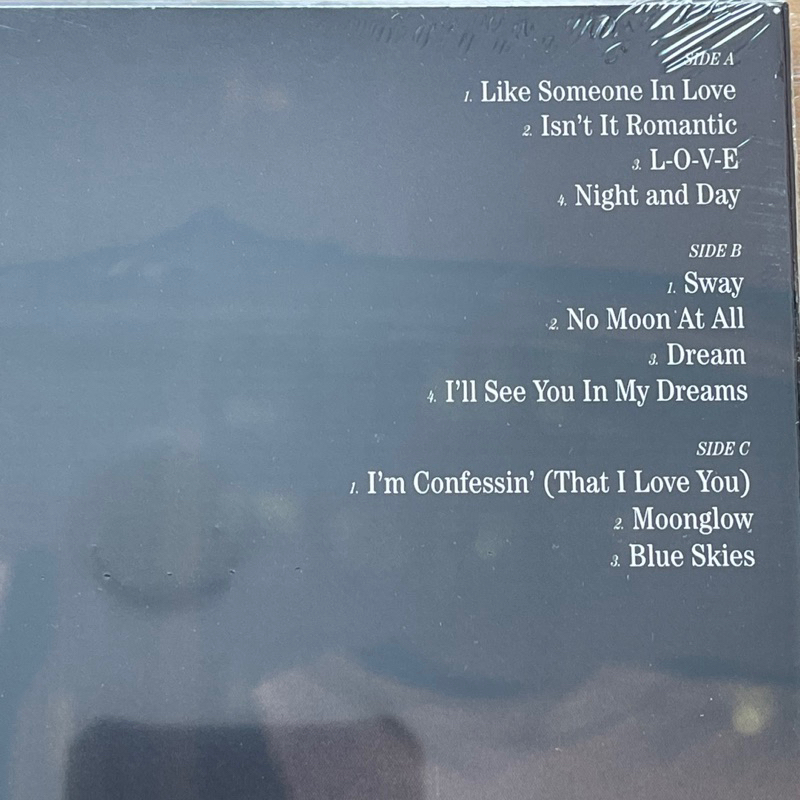 SIDE A
1. Like Someone In Love
2. Isn't It Romantic
3. L-O-V-E
4. Night and Day
SIDE B
1. Sway
2. No Moon At All
3. Dream
4. I'll See You In My Dreams
SIDE C
1. I'm Confessin' (That I Love You)
2. Moonglow
3. Blue Skies